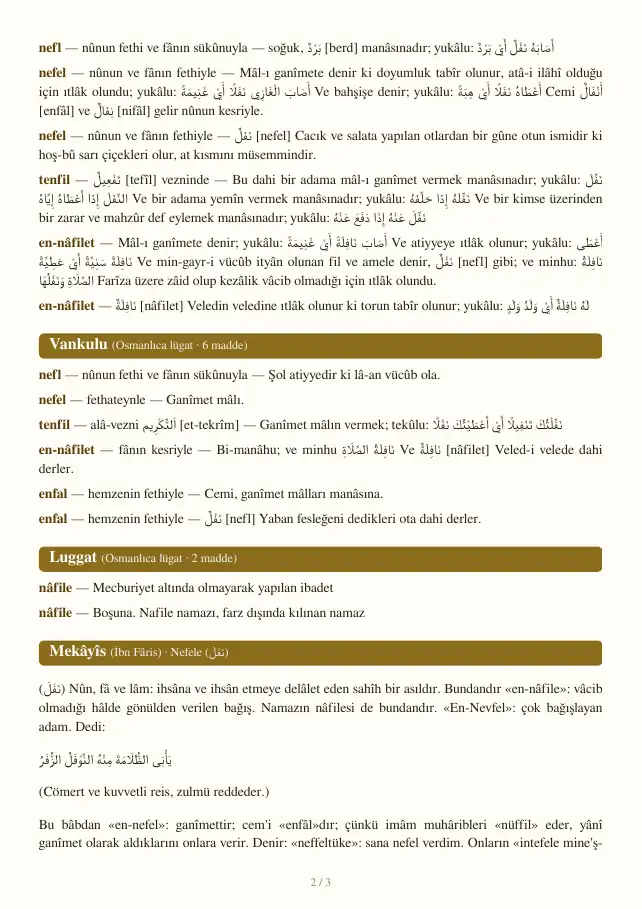 nefl — nûnun fethi ve fânın sükûnuyla — soğuk, بَرْدٌ [berd] manâsınadır; yukâlu: أَصَابَهُ نَفْلٌ أَيْ بَرْدٌ
nefel — nûnun ve fânın fethiyle — Mâl-ı ganîmete denir ki doyumluk tabîr olunur, atâ-i ilâhî olduğu
için ıtlâk olundu; yukâlu: أَصَابَ الْغَازِي نَفَلًا أَيْ غَنِيمَةً Ve bahşişe denir; yukâlu: أَعْطَاهُ نَفَلًا أَيْ هِبَةً Cemi أَنْفَالٌ
[enfâl] ve نِفَالٌ [nifâl] gelir nûnun kesriyle.
nefel — nûnun ve fânın fethiyle — نَفَلٌ [nefel] Cacık ve salata yapılan otlardan bir gûne otun ismidir ki
hoş-bû sarı çiçekleri olur, at kısmını müsemmindir.
tenfil — تَنْفِيلٌ [tefîl] vezninde — Bu dahi bir adama mâl-ı ganîmet vermek manâsınadır; yukâlu: نَفَّلَهُ
النَّفَلَ إِذَا أَعْطَاهُ إِيَّاهُ Ve bir adama yemîn vermek manâsınadır; yukâlu: نَفَّلَهُ إِذَا حَلَّفَهُ Ve bir kimse üzerinden
bir zarar ve mahzûr def eylemek manâsınadır; yukâlu: نَفَّلَ عَنْهُ إِذَا دَفَعَ عَنْهُ
en-nâfilet — Mâl-ı ganîmete denir; yukâlu: أَصَابَ نَافِلَةً أَيْ غَنِيمَةً Ve atiyyeye ıtlâk olunur; yukâlu: أَعْطَى
نَافِلَةً سَنِيَّةً أَيْ عَطِيَّةً Ve min-gayr-i vücûb ityân olunan fil ve amele denir, نَفْلٌ [nefl] gibi; ve minhu: نَافِلَةُ
الصَّلَاةِ وَنَفْلُهَا Farîza üzere zâid olup kezâlik vâcib olmadığı için ıtlâk olundu.
en-nâfilet — نَافِلَةٌ [nâfilet] Veledin veledine ıtlâk olunur ki torun tabîr olunur; yukâlu: لَهُ نَافِلَةٌ أَيْ وَلَدُ وَلَدٍ
Vankulu (Osmanlıca lügat · 6 madde)
nefl — nûnun fethi ve fânın sükûnuyla — Şol atiyyedir ki lâ-an vücûb ola.
nefel — fethateynle — Ganîmet mâlı.
tenfil — alâ-vezni اَلتَّكْرِيم [et-tekrîm] — Ganîmet mâlın vermek; tekûlu: نَفَّلْتُكَ تَنْفِيلًا أَيْ أَعْطَيْتُكَ نَفَلًا
en-nâfilet — fânın kesriyle — Bi-manâhu; ve minhu نَافِلَةُ الصَّلَاةِ Ve نَافِلَةٌ [nâfilet] Veled-i velede dahi
derler.
enfal — hemzenin fethiyle — Cemi, ganîmet mâlları manâsına.
enfal — hemzenin fethiyle — نَفْلٌ [nefl] Yaban fesleğeni dedikleri ota dahi derler.
Luggat (Osmanlıca lügat · 2 madde)
nâfile — Mecburiyet altında olmayarak yapılan ibadet
nâfile — Boşuna. Nafile namazı, farz dışında kılınan namaz
Mekâyîs (İbn Fâris) · Nefele (نَفَلَ)
(نَفَلَ) Nûn, fâ ve lâm: ihsâna ve ihsân etmeye delâlet eden sahîh bir asıldır. Bundandır «en-nâfile»: vâcib
olmadığı hâlde gönülden verilen bağış. Namazın nâfilesi de bundandır. «En-Nevfel»: çok bağışlayan
adam. Dedi:
يَأْبَى الظُّلَامَةَ مِنْهُ النَّوْفَلُ الزُّفَرُ
(Cömert ve kuvvetli reis, zulmü reddeder.)
Bu bâbdan «en-nefel»: ganîmettir; cem'i «enfâl»dır; çünkü imâm muhâribleri «nüffil» eder, yânî
ganîmet olarak aldıklarını onlara verir. Denir: «neffeltüke»: sana nefel verdim. Onların «intefele mine'ş-
2 / 3